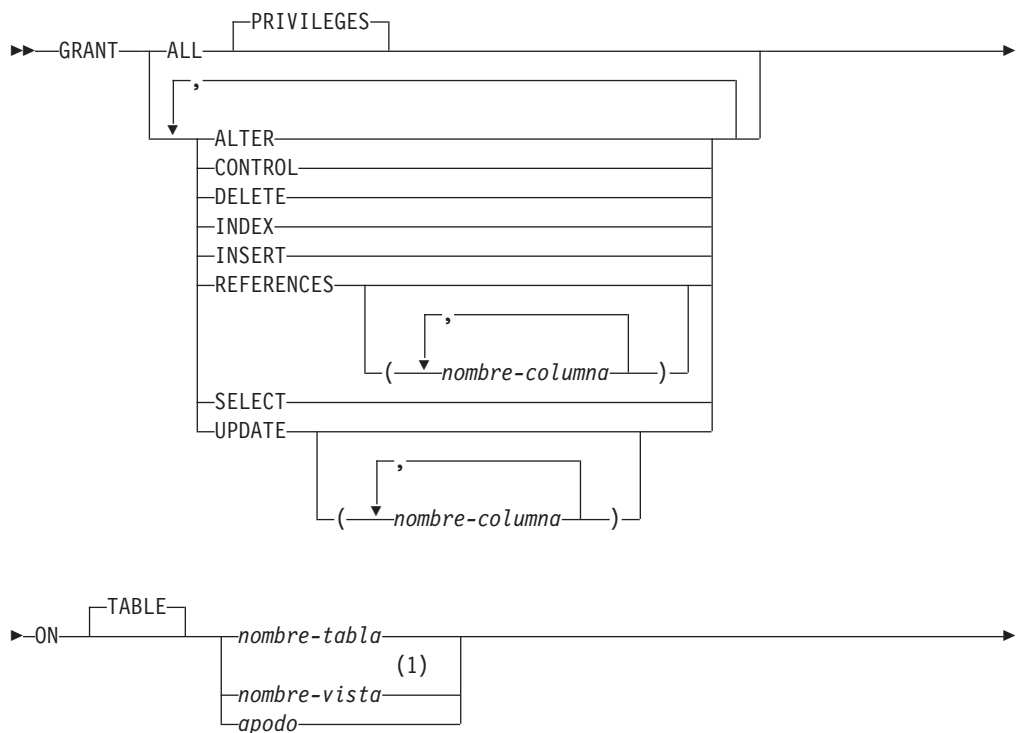 PRIVILEGES
GRANT ALL
,
ALTER
CONTROL
DELETE
INDEX
INSERT
REFERENCES
,
( nombre-columna )
SELECT
UPDATE
,
( nombre-columna )
TABLE
ON nombre-tabla
(1)
nombre-vista
apodo